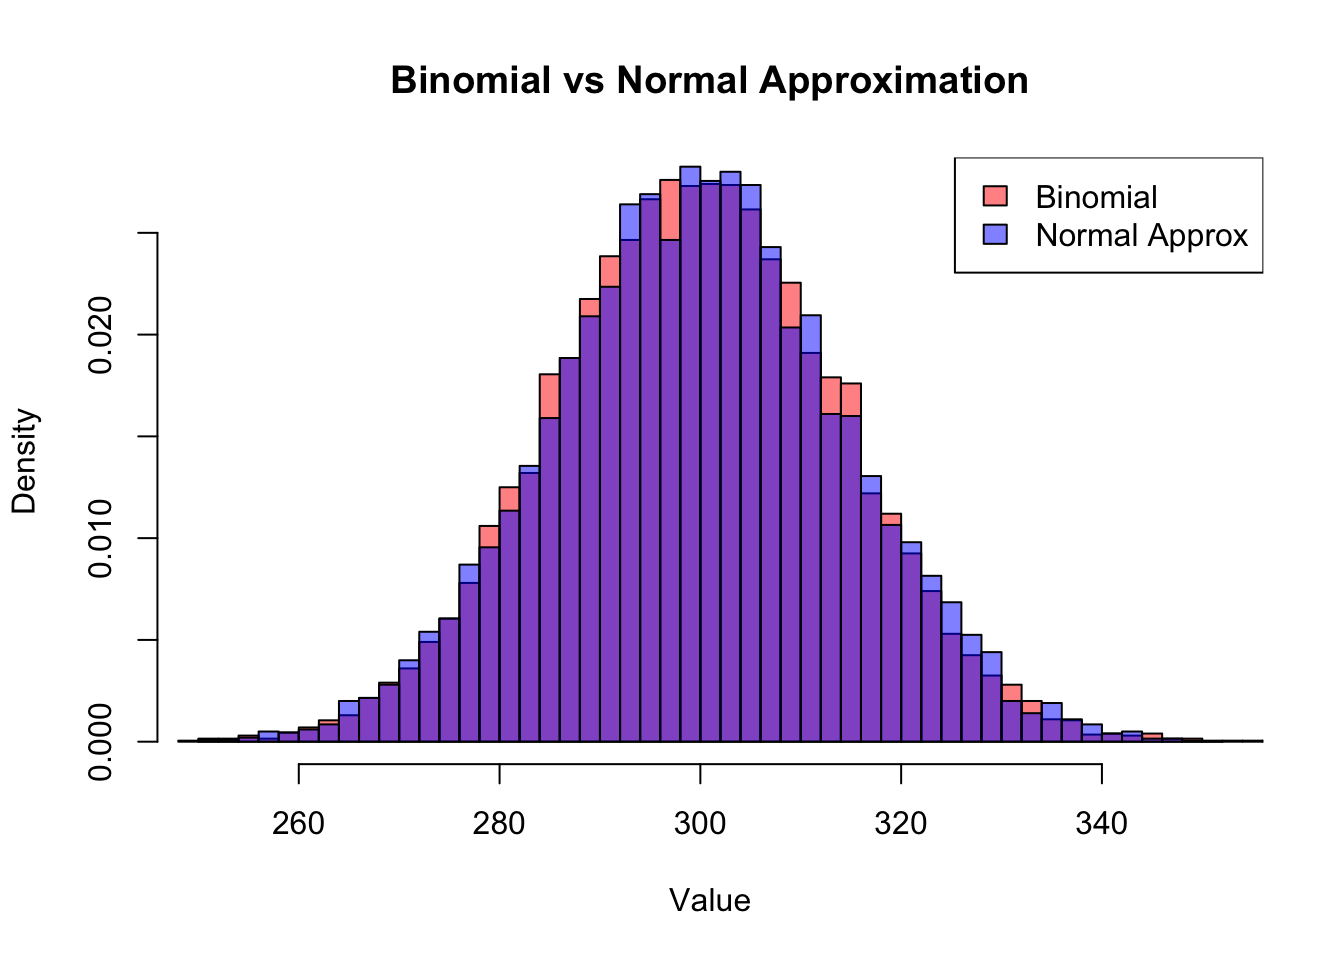 Binomial vs Normal Approximation
Binomial
Normal Approx
Density
0.000
0.010
0.020
260 280 300 320 340
Value